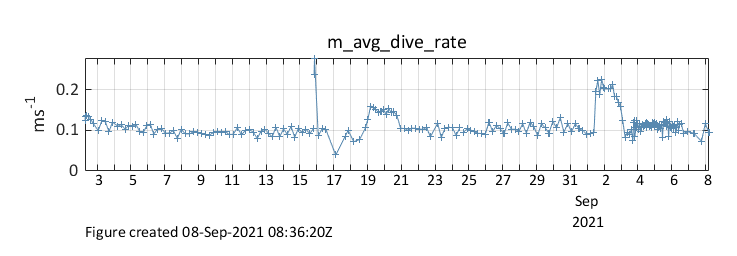 m_avg_dive_rate
ms-1
0.2
0.1
0
3 5 7 9 11 13 15 17 19 21 23 25 27 29 31 2 4 6 8
Sep
2021
Figure created 08-Sep-2021 08:36:20Z